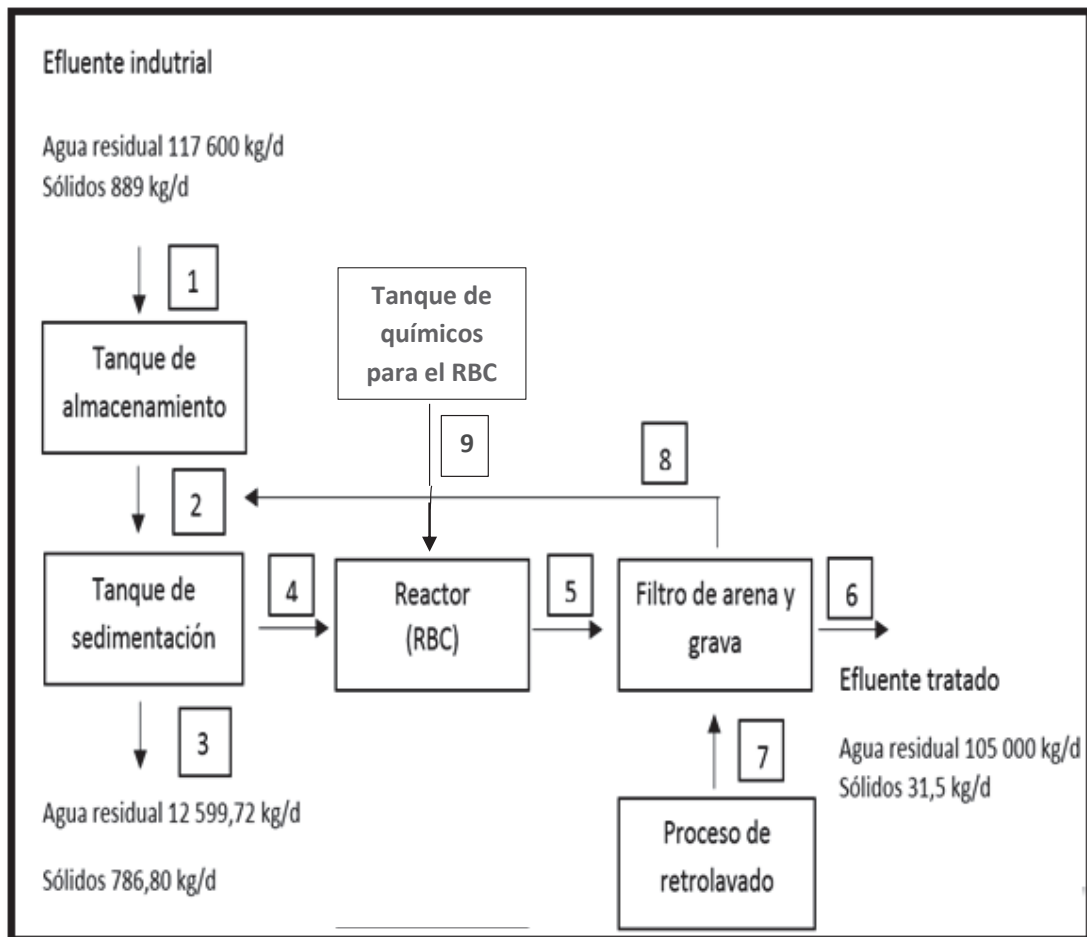 Efluente indutrial
Agua residual 117 600 kg/d
Sólidos 889 kg/d
1
Tanque de
almacenamiento
Tanque de
químicos
para el RBC
9
8
2
Tanque de
sedimentación
4
Reactor
(RBC)
5
Filtro de arena y
grava
6
Efluente tratado
Agua residual 105 000 kg/d
Sólidos 31,5 kg/d
3
7
Agua residual 12 599,72 kg/d
Sólidos 786,80 kg/d
Proceso de
retrolavado